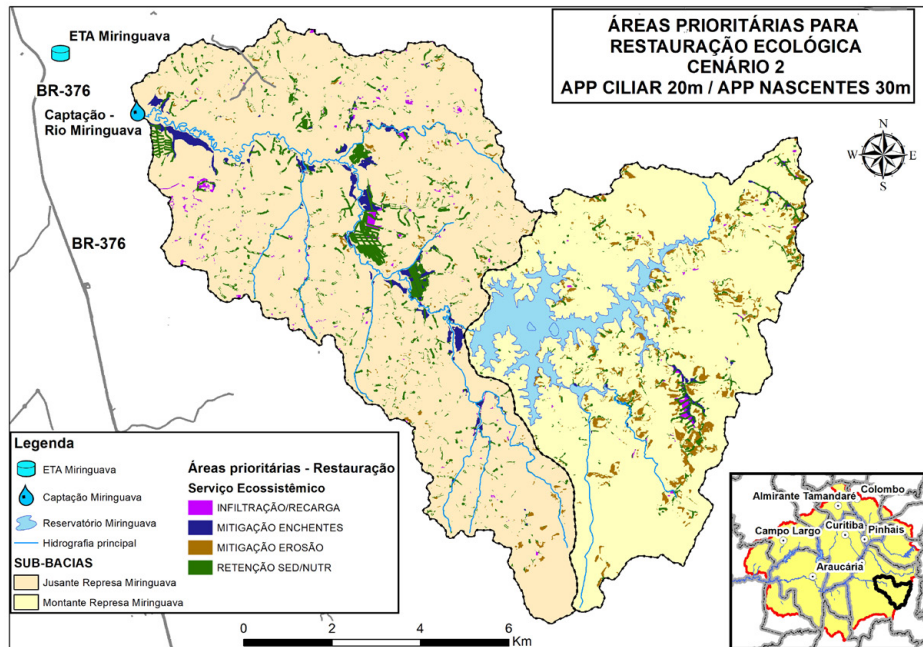 ÁREAS PRIORITÁRIAS PARA
RESTAURAÇÃO ECOLÓGICA
CENÁRIO 2
APP CILIAR 20m / APP NASCENTES 30m
ETA Miringuava
BR-376
Captação -
Rio Miringuava
BR-376
N
W
E
S
Legenda
ETA Miringuava
Captação Miringuava
Reservatório Miringuava
Hidrografia principal
SUB-BACIAS
Jusante Represa Miringuava
Montante Represa Miringuava
Áreas prioritárias - Restauração
Serviço Ecossistêmico
INFILTRAÇÃO/RECARGA
MITIGAÇÃO ENCHENTES
MITIGAÇÃO EROSÃO
RETENÇÃO SED/NUTR
0 2 4 6
Km
Colombo
Almirante Tamandaré
Curitiba
Campo Largo
Pinhais
Araucária